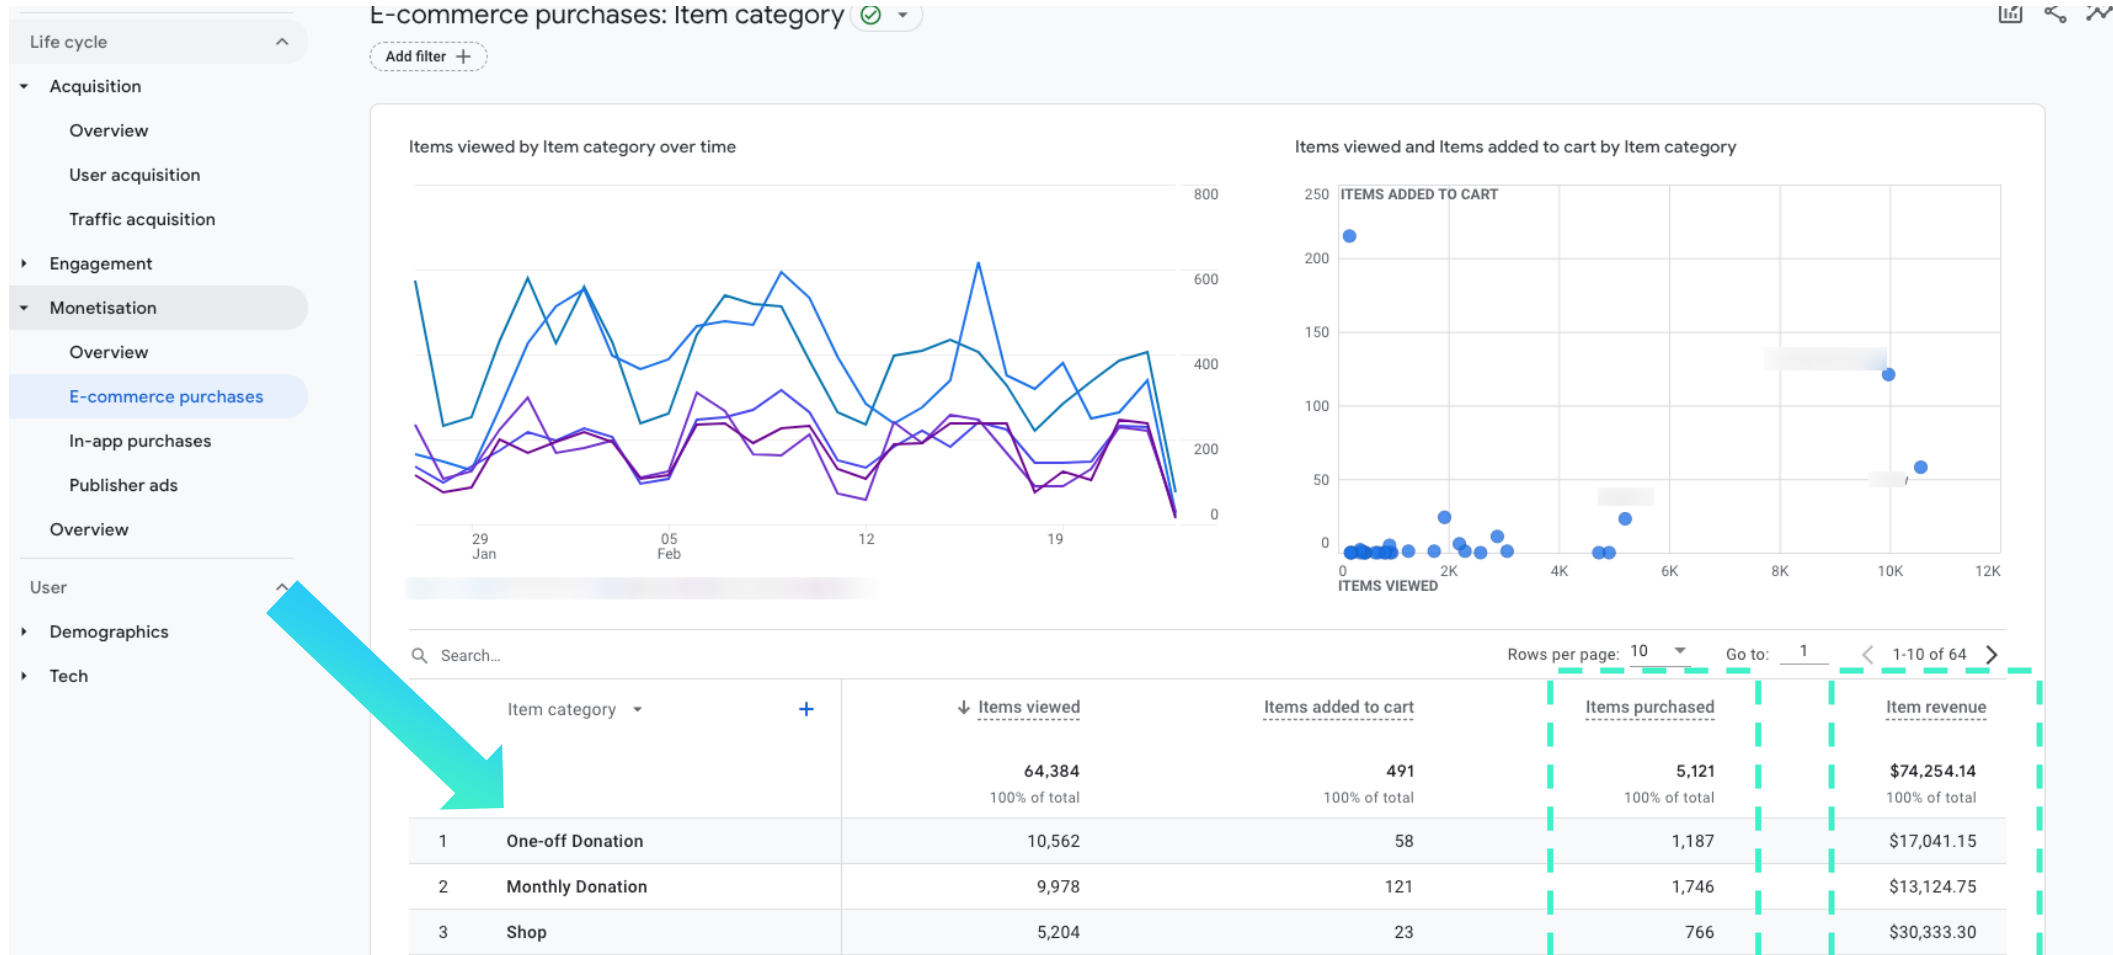 E-commerce purchases: Item category
Add filter +
Life cycle
Acquisition
Overview
User acquisition
Traffic acquisition
Engagement
Monetisation
Overview
E-commerce purchases
In-app purchases
Publisher ads
Overview
User
Demographics
Tech
Items viewed by Item category over time
800
600
400
200
0
29 Jan
05 Feb
12
19
Items viewed and Items added to cart by Item category
ITEMS ADDED TO CART
250
200
150
100
50
0
0 2K 4K 6K 8K 10K 12K
ITEMS VIEWED
Search...
Rows per page: 10 Go to: 1 1-10 of 64
Item category + Items viewed Items added to cart Items purchased Item revenue
64,384 491 5,121 $74,254.14
100% of total 100% of total 100% of total 100% of total
1 One-off Donation 10,562 58 1,187 $17,041.15
2 Monthly Donation 9,978 121 1,746 $13,124.75
3 Shop 5,204 23 766 $30,333.30